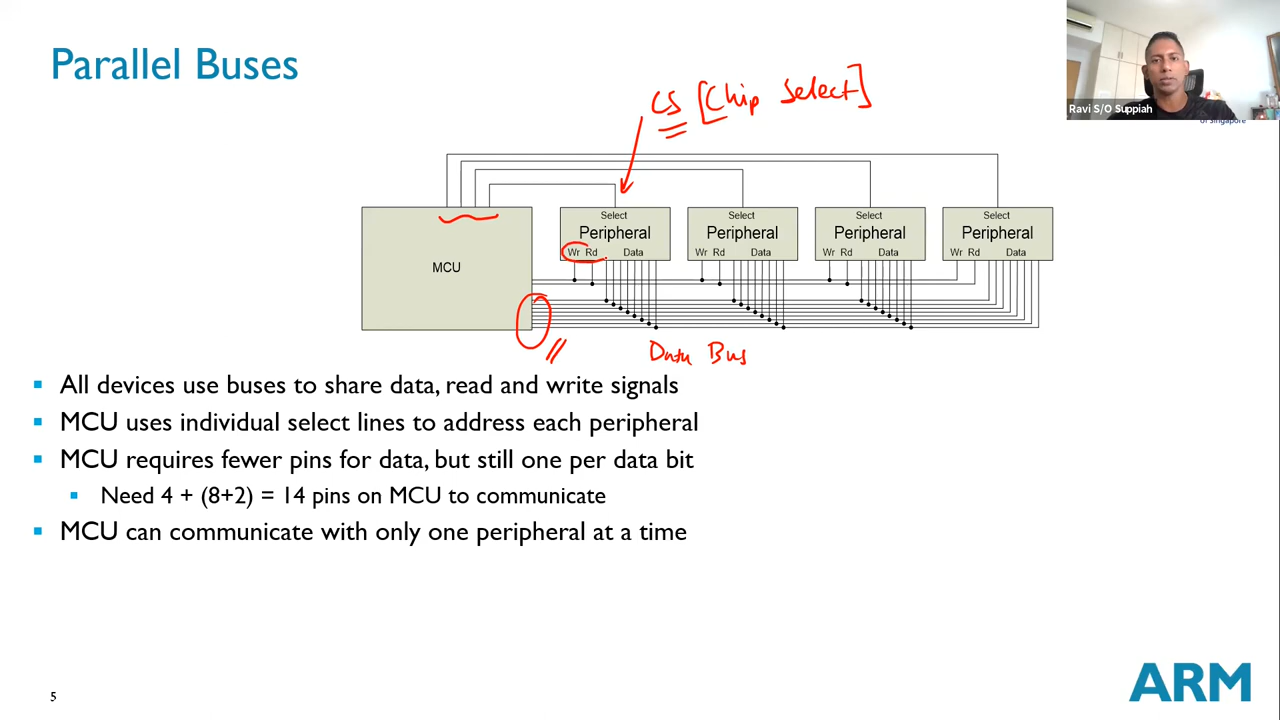 Parallel Buses
CS [Chip Select]
Ravi S/O Suppiah
of Singapore
MCU
Select
Peripheral
Wr Rd Data
Select
Peripheral
Wr Rd Data
Select
Peripheral
Wr Rd Data
Select
Peripheral
Wr Rd Data
Data Bus
All devices use buses to share data, read and write signals
MCU uses individual select lines to address each peripheral
MCU requires fewer pins for data, but still one per data bit
Need 4 + (8+2) = 14 pins on MCU to communicate
MCU can communicate with only one peripheral at a time
5
ARM